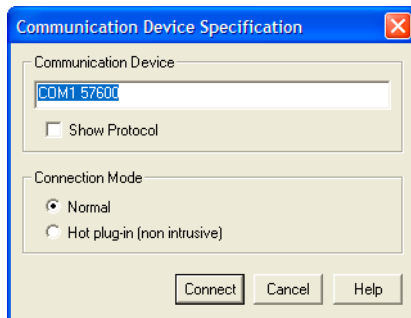 Communication Device Specification
Communication Device
COM1 57600
Show Protocol
Connection Mode
Normal
Hot plug-in (non intrusive)
Connect Cancel Help